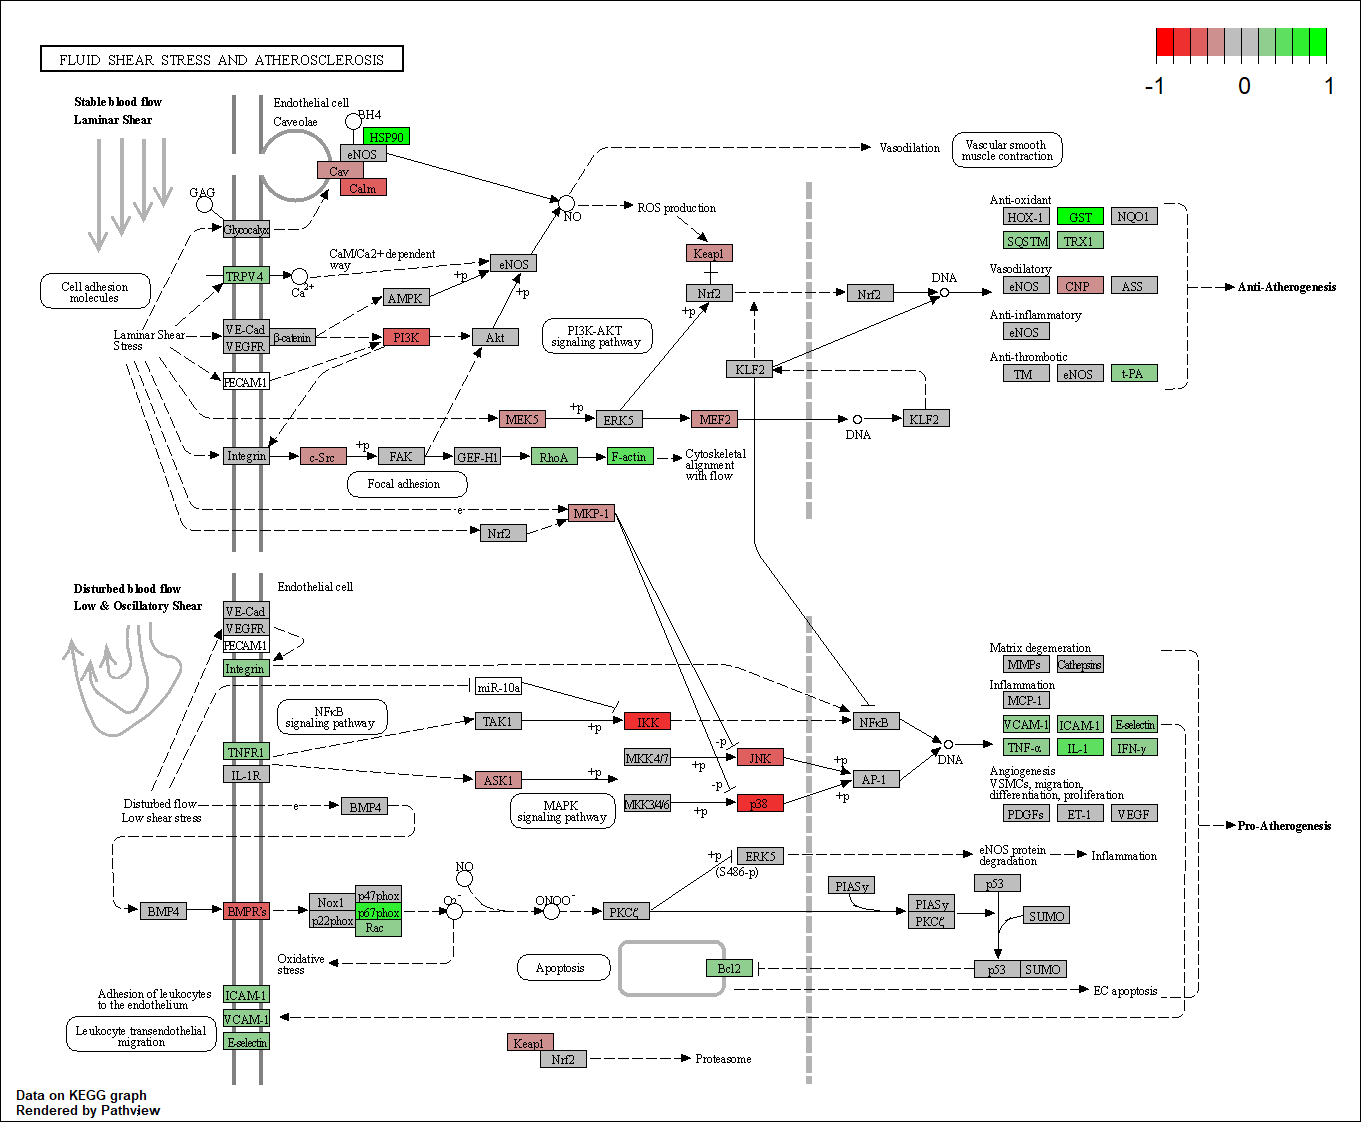 FLUID SHEAR STRESS AND ATHEROSCLEROSIS
-1 0 1
Stable blood flow
Laminar Shear
Endothelial cell
Caveolae
BH4
HSP90
eNOS
Cav
Calm
Vasodilation
Vascular smooth
muscle contraction
GAG
Glycocalyx
NO
ROS production
Anti-oxidant
HOX-1
GST
NQO1
SQSTM
TRX1
Keap1
CaM/Ca2+ dependent
way
eNOS
TRPV4
Ca2+
+p
Cell adhesion
molecules
AMPK
+p
Nrf2
+p
Nrf2
DNA
Vasodilatory
eNOS
CNP
ASS
Anti-Atherogenesis
Laminar Shear
Stress
VE-Cad
VEGFR
β-catenin
PI3K
Akt
PI3K-AKT
signaling pathway
Anti-inflammatory
eNOS
Anti-thrombotic
TM
eNOS
t-PA
PECAM-1
KLF2
MEK5
+p
ERK5
MEF2
DNA
KLF2
Integrin
c-Src
+p
FAK
GEF-H1
RhoA
F-actin
Cytoskeletal
alignment
with flow
Focal adhesion
e
MKP-1
Nrf2
Disturbed blood flow
Low & Oscillatory Shear
Endothelial cell
VE-Cad
VEGFR
PECAM-1
Integrin
miR-10a
NFκB
signaling pathway
TAK1
+p
IKK
NFκB
Matrix degeneration
MMPs
Cathepsins
Inflammation
MCP-1
VCAM-1
ICAM-1
E-selectin
TNF-α
IL-1
IFN-γ
DNA
TNFR1
IL-1R
ASK1
+p
MKK4/7
+p
-p
JNK
+p
AP-1
+p
MAPK
signaling pathway
MKK3/4/6
+p
-p
p38
Angiogenesis
VSMCs, migration,
differentiation, proliferation
PDGFs
ET-1
VEGF
Pro-Atherogenesis
Disturbed flow
Low shear stress
e
BMP4
+p
(S486-p)
ERK5
eNOS protein
degradation
Inflammation
BMP4
BMPR's
Nox1
p22phox
p47phox
p67phox
Rac
NO
O2-
ONOO-
PKCζ
PIASy
PIASy
PKCζ
p53
SUMO
p53
SUMO
Oxidative
stress
Apoptosis
Bcl2
EC apoptosis
Adhesion of leukocytes
to the endothelium
ICAM-1
VCAM-1
E-selectin
Leukocyte transendothelial
migration
Keap1
Nrf2
Proteasome
Data on KEGG graph
Rendered by Pathview